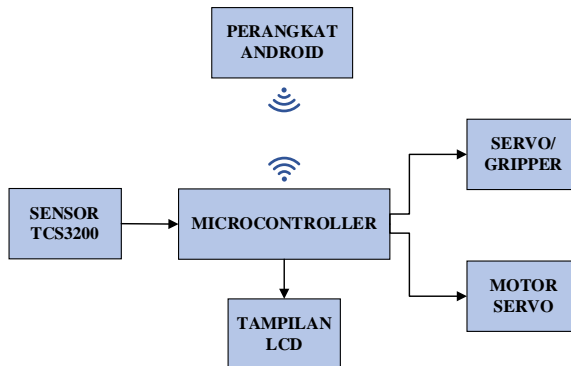 PERANGKAT
ANDROID
SERVO/
GRIPPER
SENSOR
TCS3200
MICROCONTROLLER
MOTOR
SERVO
TAMPILAN
LCD